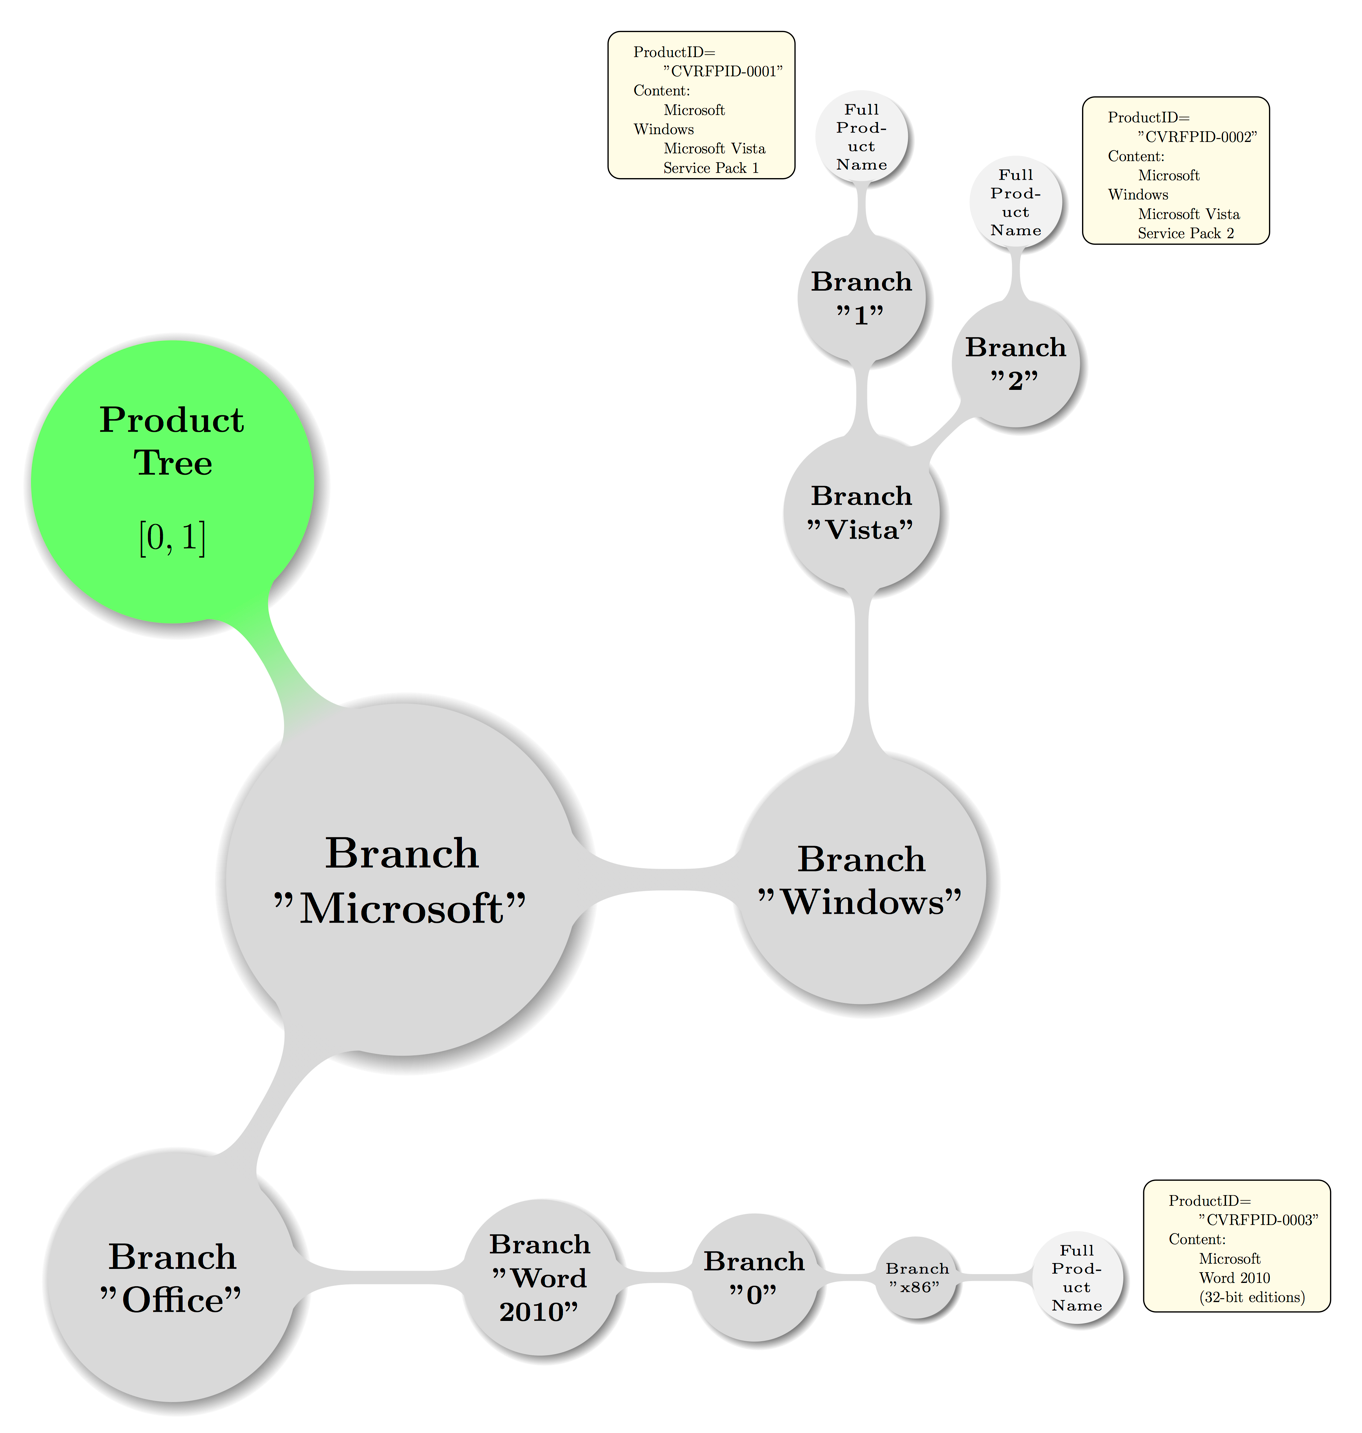 ProductID=
”CVRFPID-0001”
Content:
Microsoft
Windows
Microsoft Vista
Service Pack 1
Full
Prod-
uct
Name
ProductID=
”CVRFPID-0002”
Content:
Microsoft
Windows
Microsoft Vista
Service Pack 2
Full
Prod-
uct
Name
Branch
”1”
Branch
”2”
Product
Tree
[0, 1]
Branch
”Vista”
Branch
”Microsoft”
Branch
”Windows”
Branch
”Office”
Branch
”Word
2010”
Branch
”0”
Branch
”x86”
Full
Prod-
uct
Name
ProductID=
”CVRFPID-0003”
Content:
Microsoft
Word 2010
(32-bit editions)